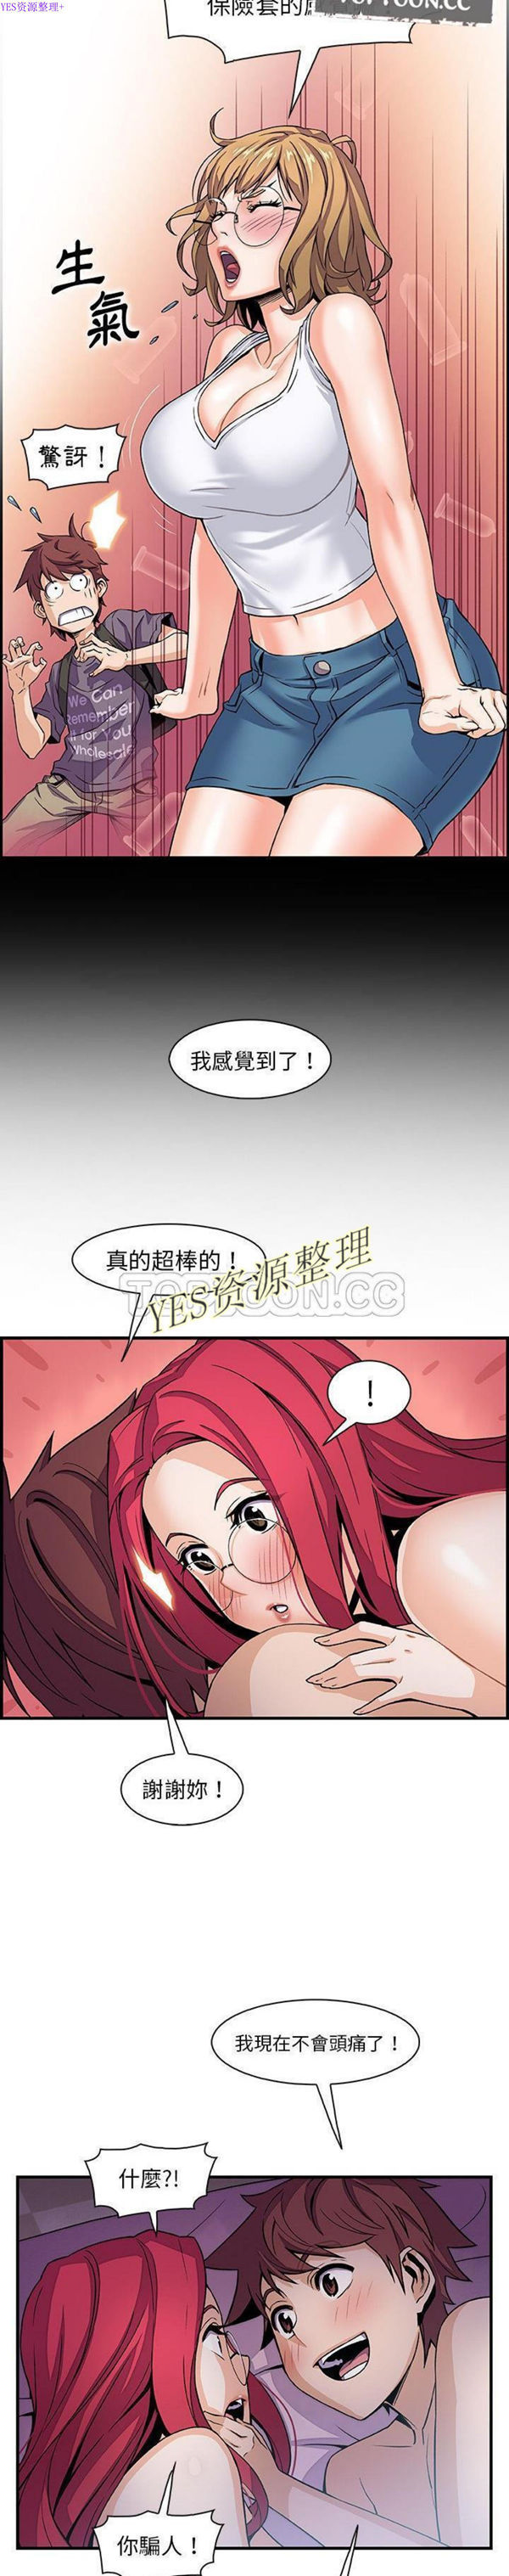 YES资源整理+
保險套的
TOPTOON.CC
生
氣
驚訝！
We Can
Remember
It for You
Wholesale
我感覺到了！
真的超棒的！
YES资源整理
TOPTOON.CC
！
謝謝妳！
我現在不會頭痛了！
什麼?!
你騙人！